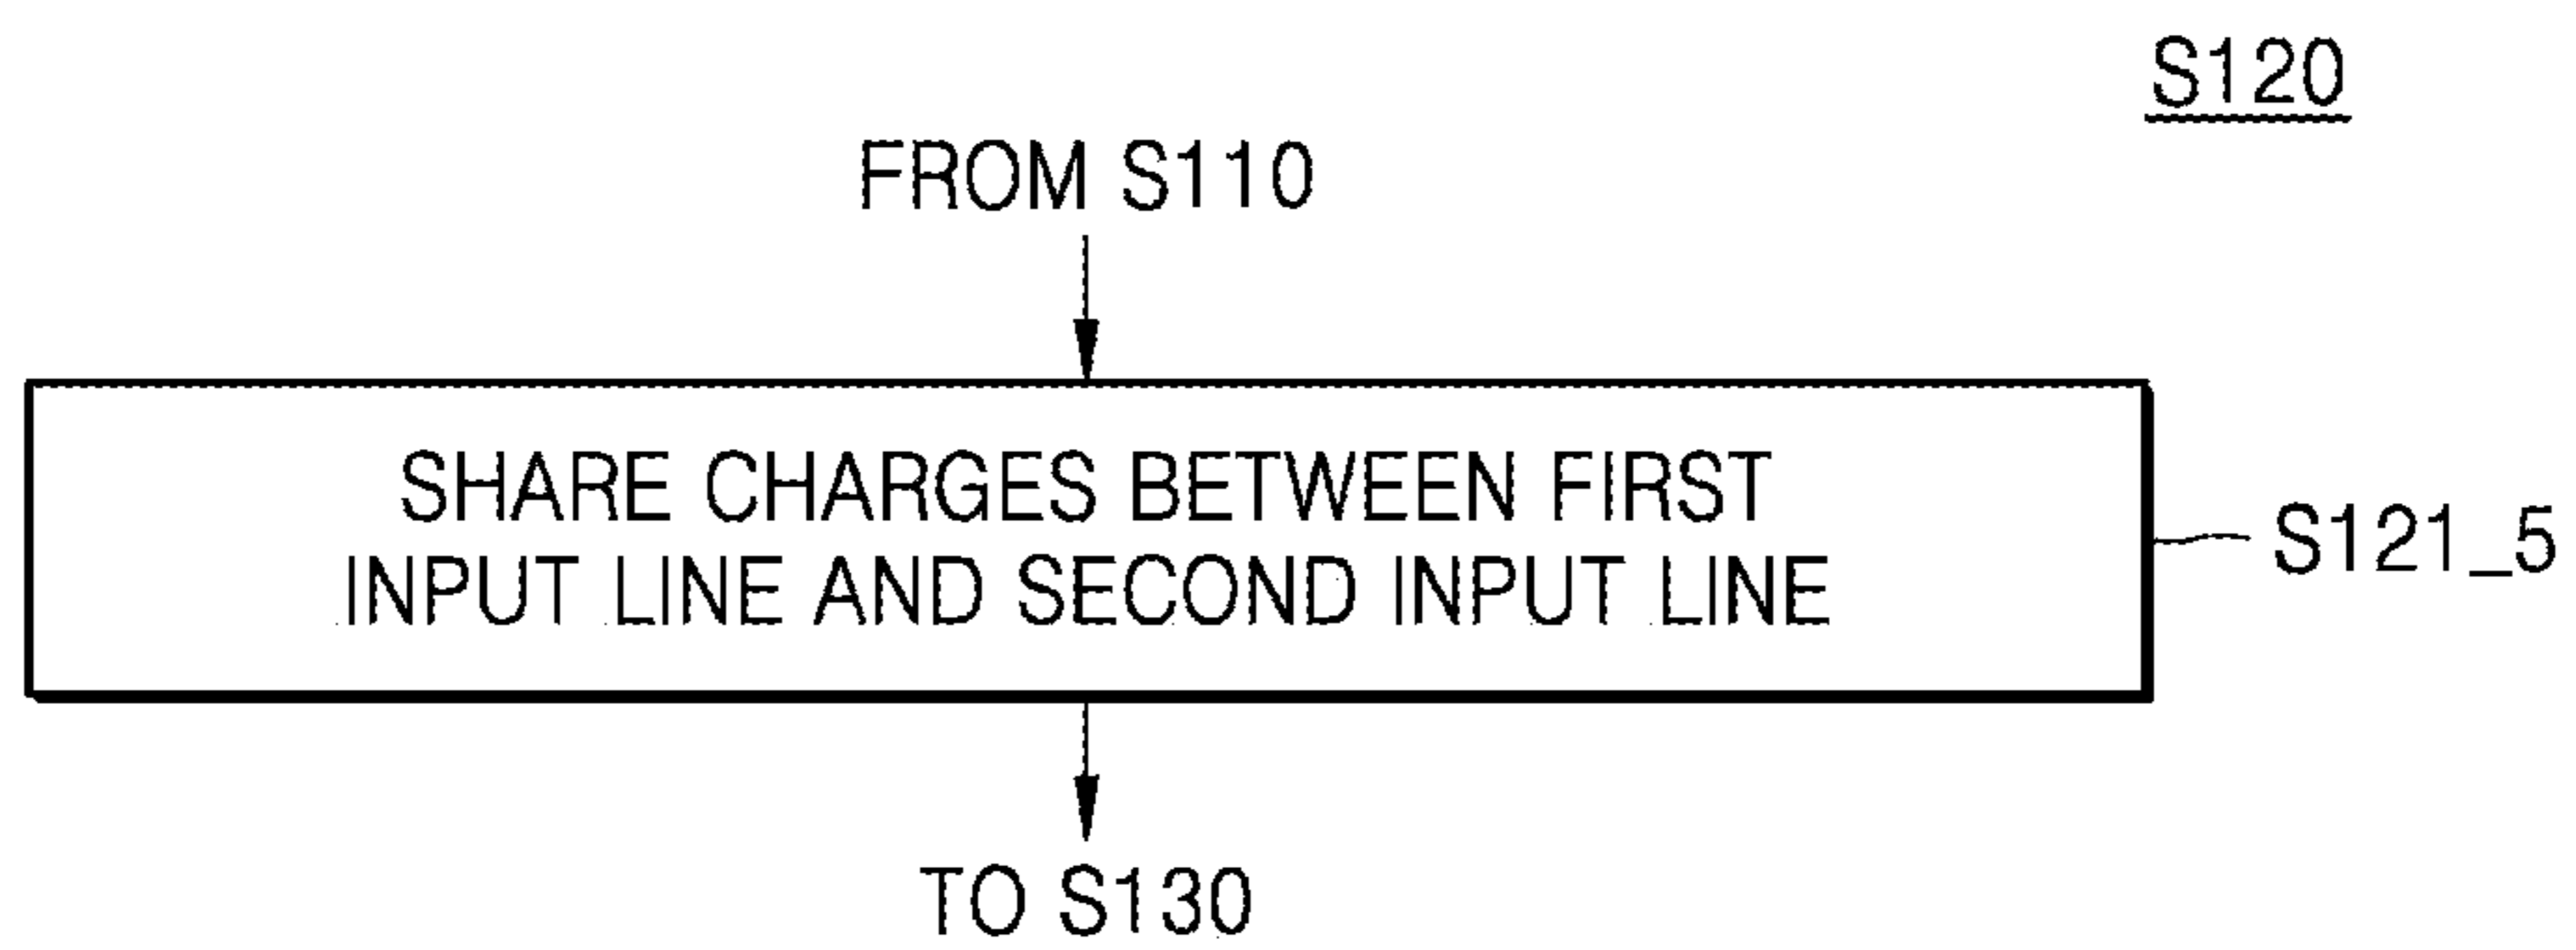 S120
FROM S110
SHARE CHARGES BETWEEN FIRST
INPUT LINE AND SECOND INPUT LINE
S121_5
TO S130